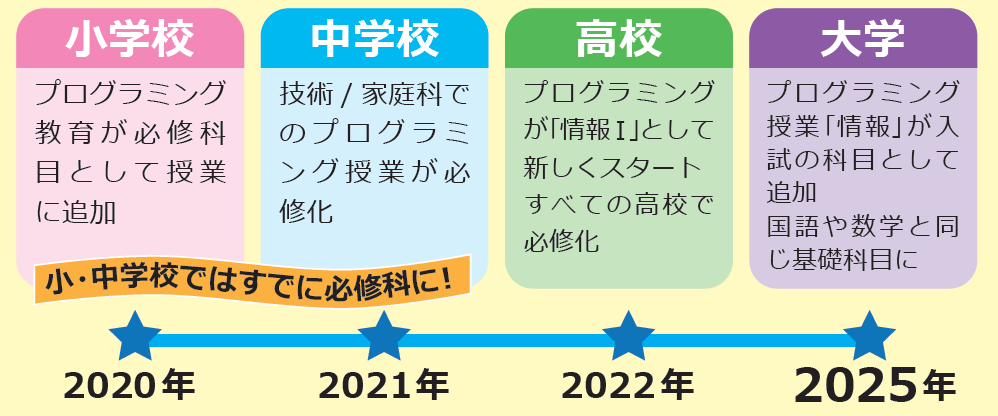 小学校
プログラミング
教育が必修科
目として授業
に追加
中学校
技術/家庭科で
のプログラミ
ング授業が必
修化
高校
プログラミング
が「情報Ⅰ」として
新しくスタート
すべての高校で
必修化
大学
プログラミング
授業「情報」が入
試の科目として
追加
国語や数学と同
じ基礎科目に
小・中学校ではすでに必修科に！
2020年
2021年
2022年
2025年